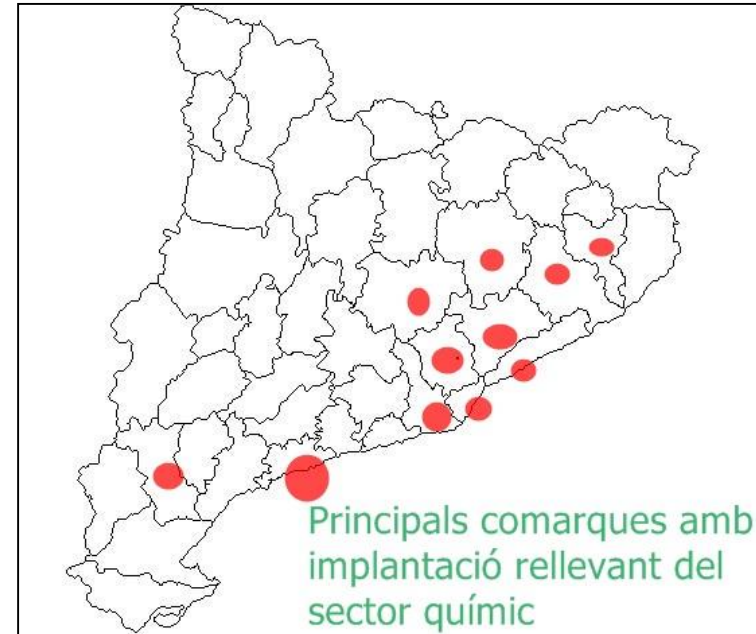 Principals comarques amb
implantació rellevant del
sector químic